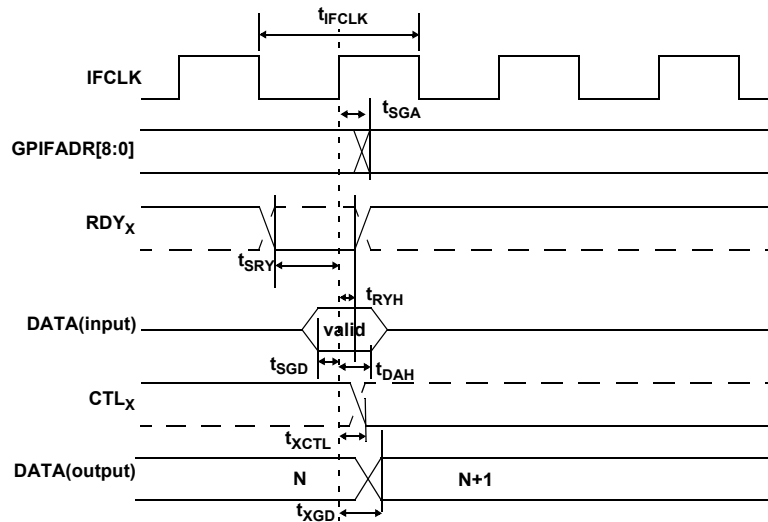 tIFCLK
IFCLK
tSGA
GPIFADR[8:0]
RDYX
tSRY
tRYH
DATA(input)
valid
tSGD
tDAH
CTLX
tXCTL
DATA(output)
N
N+1
tXGD